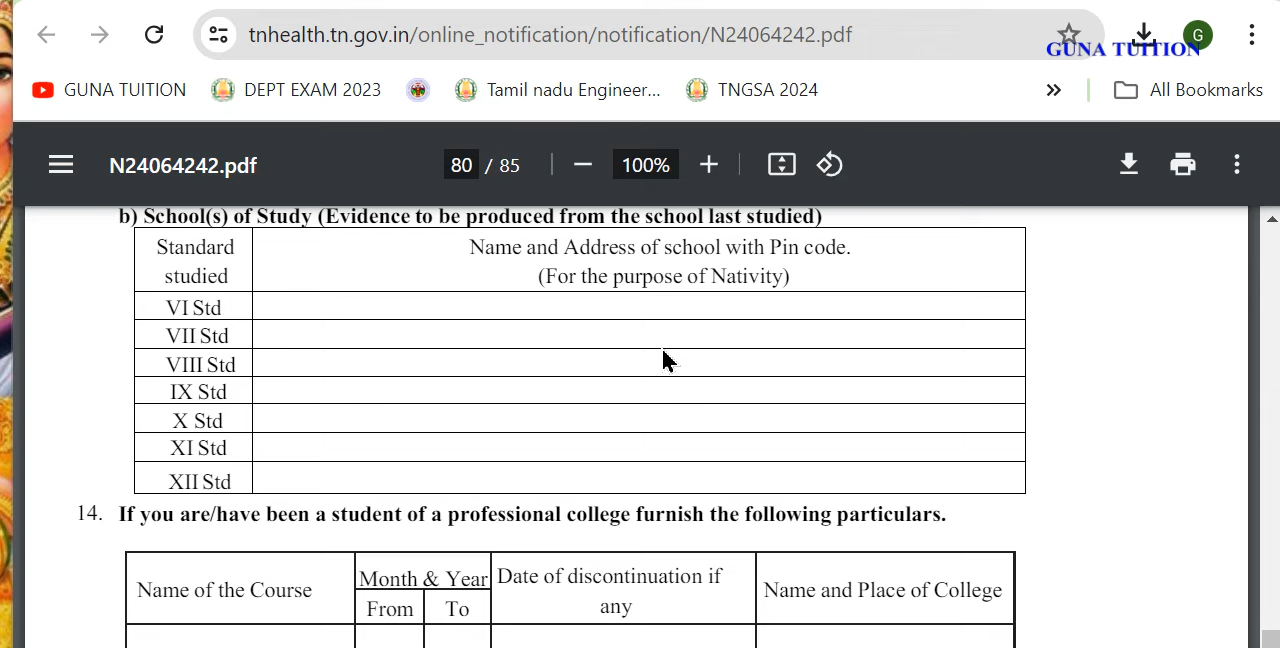 tnhealth.tn.gov.in/online_notification/notification/N24064242.pdf
G
GUNA TUITION
GUNA TUITION
DEPT EXAM 2023
Tamil nadu Engineer...
TNGSA 2024
»
All Bookmarks
N24064242.pdf
80 / 85
100%
b) School(s) of Study (Evidence to be produced from the school last studied)
Standard studied
Name and Address of school with Pin code.
(For the purpose of Nativity)
VI Std
VII Std
VIII Std
IX Std
X Std
XI Std
XII Std
14. If you are/have been a student of a professional college furnish the following particulars.
Name of the Course
Month & Year
From
To
Date of discontinuation if
any
Name and Place of College